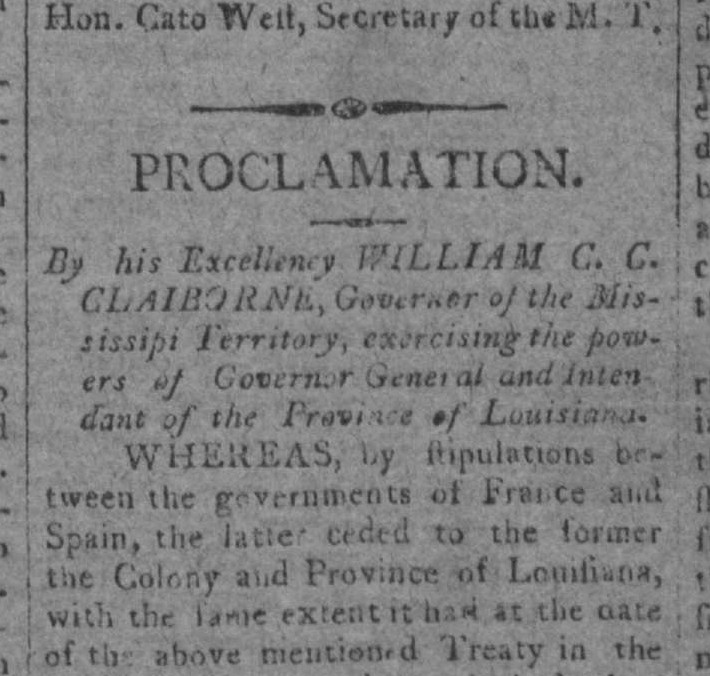 Hon. Cato West, Secretary of the M. T.
PROCLAMATION.
By his Excellency WILLIAM C. C.
CLAIBORNE, Governor of the Mis-
sissipi Territory, exercising the pow-
ers of Governor General and Inten-
dant of the Province of Louisiana.
WHEREAS, by ſtipulations be-
tween the governments of France and
Spain, the latter ceded to the former
the Colony and Province of Louiſiana,
with the ſame extent it had at the date
of the above mentioned Treaty in the